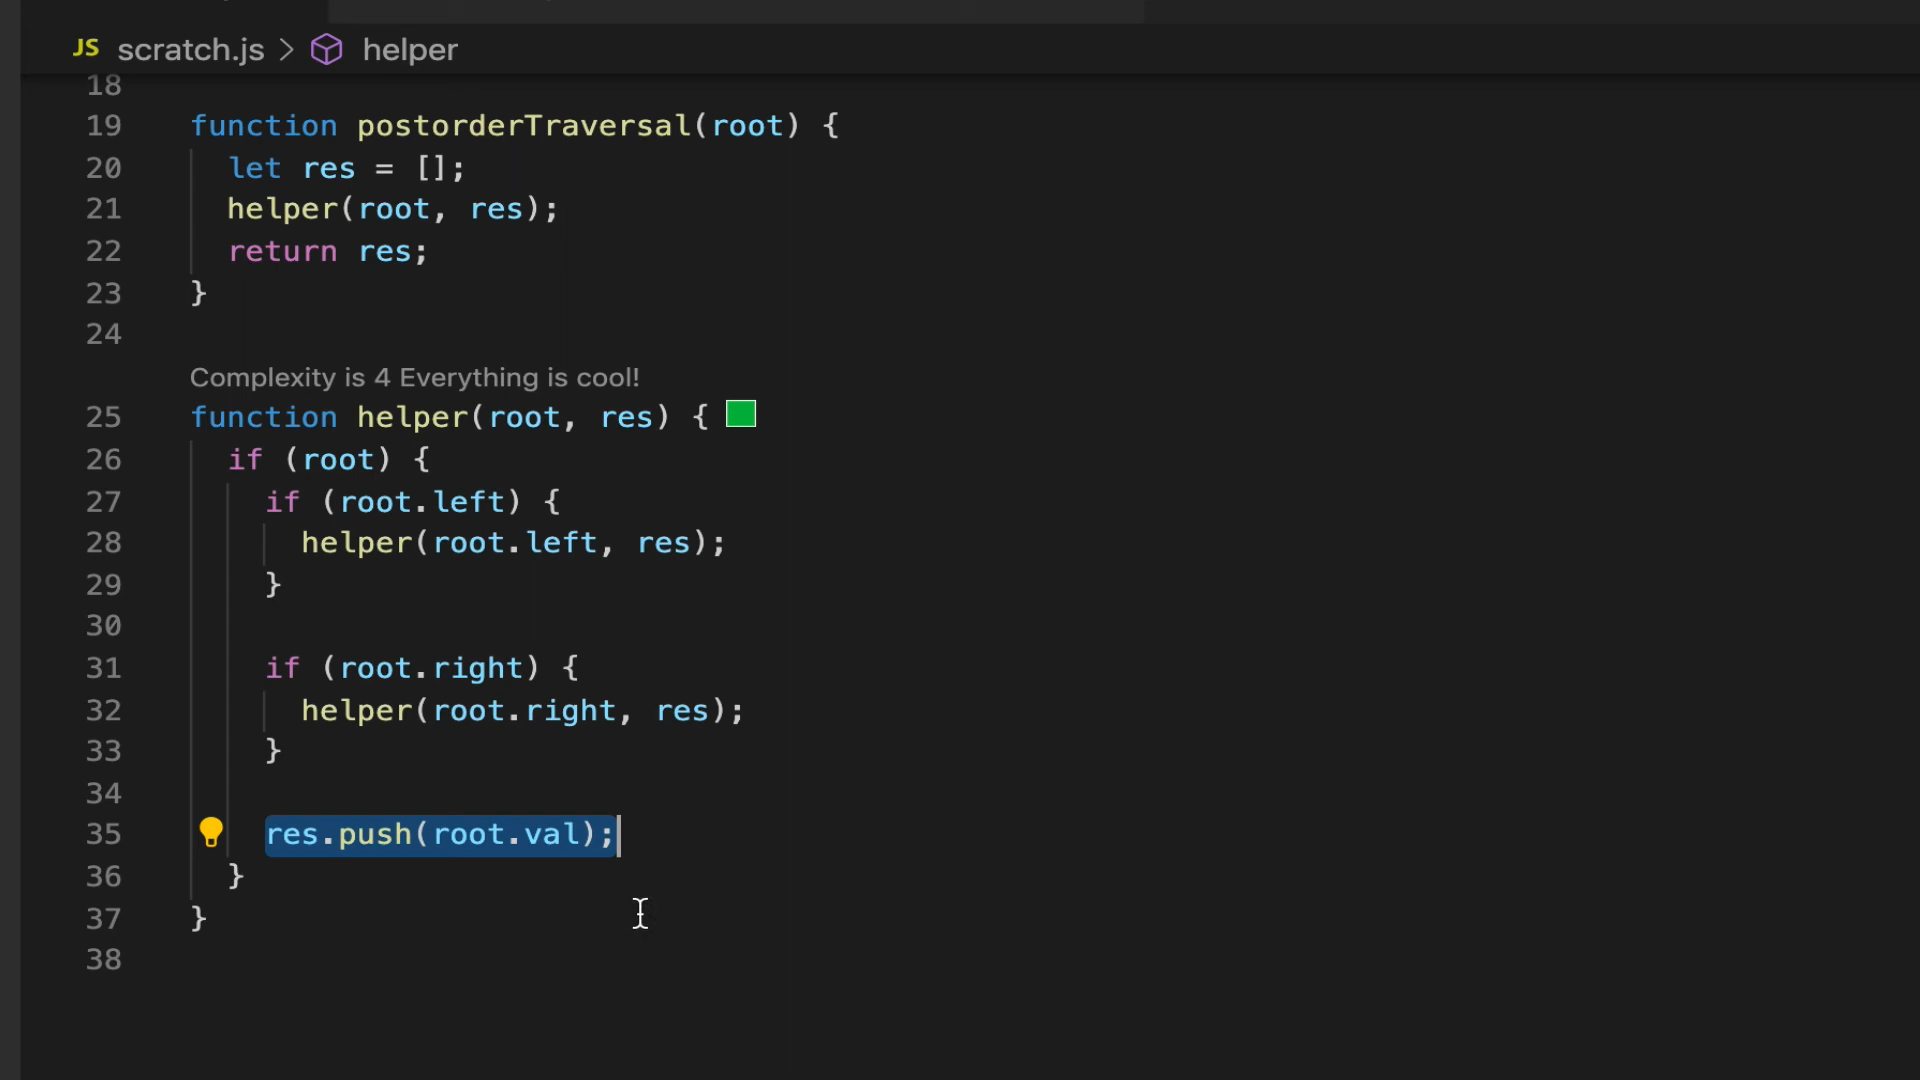 JS scratch.js > helper
18
19 function postorderTraversal(root) {
20 let res = [];
21 helper(root, res);
22 return res;
23 }
24
Complexity is 4 Everything is cool!
25 function helper(root, res) {
26 if (root) {
27 if (root.left) {
28 helper(root.left, res);
29 }
30
31 if (root.right) {
32 helper(root.right, res);
33 }
34
35 res.push(root.val);
36 }
37 }
38